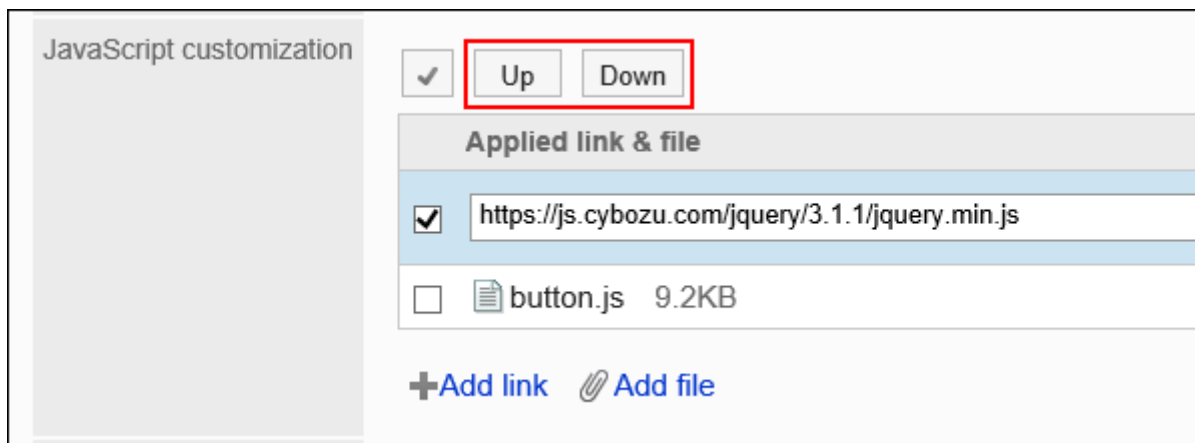 JavaScript customization
Up Down
Applied link & file
https://js.cybozu.com/jquery/3.1.1/jquery.min.js
button.js 9.2KB
Add link Add file